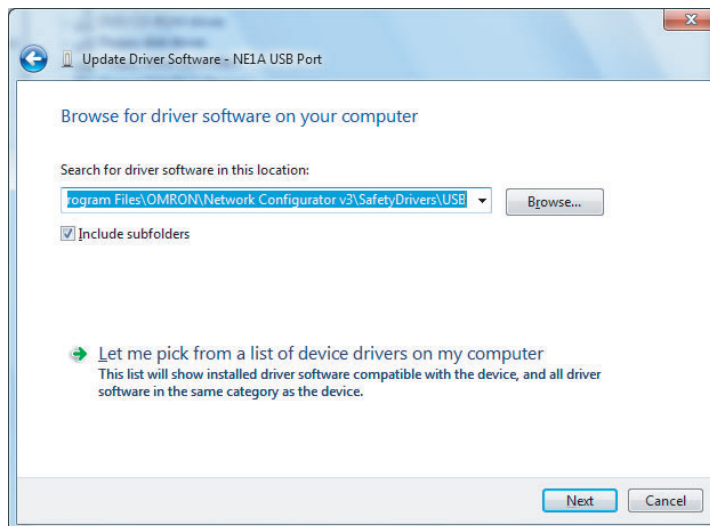 Update Driver Software - NE1A USB Port
Browse for driver software on your computer
Search for driver software in this location:
rogram Files\OMRON\Network Configurator v3\SafetyDrivers\USB
Browse...
Include subfolders
Let me pick from a list of device drivers on my computer
This list will show installed driver software compatible with the device, and all driver
software in the same category as the device.
Next
Cancel